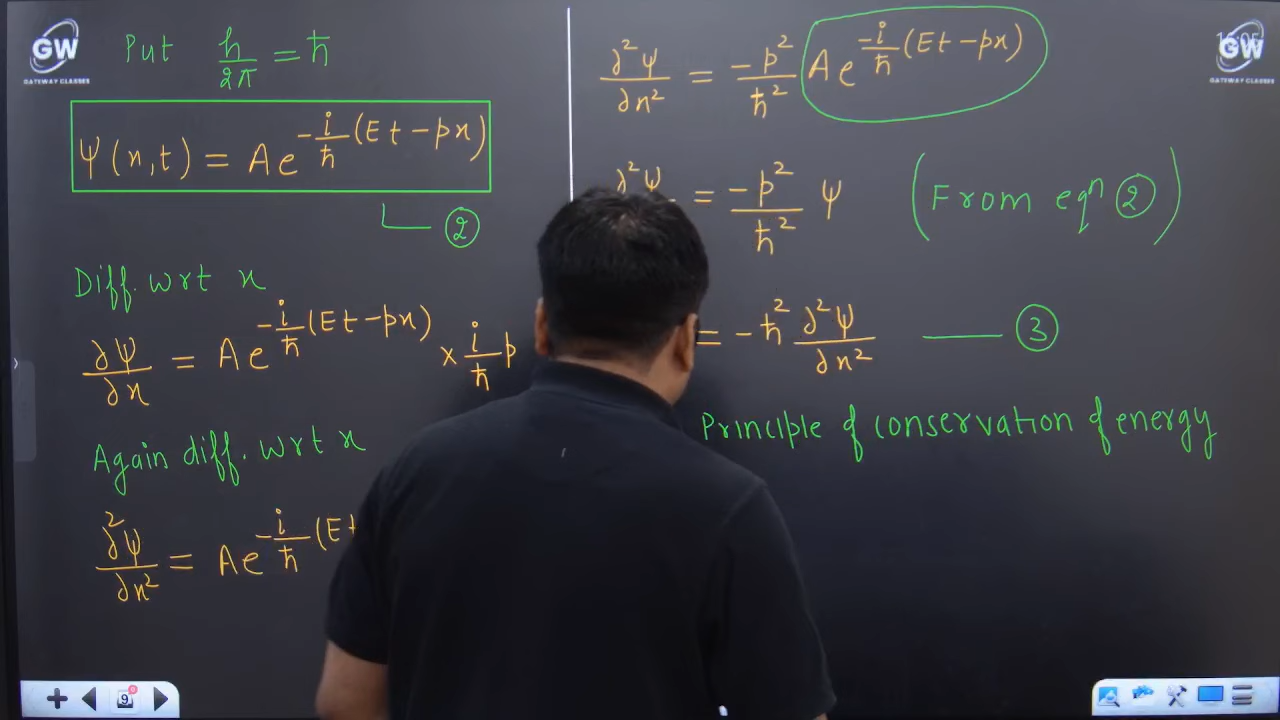 GW
GATEWAY CLASSES
Put ℏ/2π = ℏ
Ψ(x,t) = Ae^{-i/ℏ (Et-px)}
②
Diff. wrt x
∂Ψ/∂x = Ae^{-i/ℏ (Et-px)} × i/ℏ p
Again diff. wrt x
∂²Ψ/∂x² = Ae^{-i/ℏ (Et
∂²Ψ/∂x² = -p²/ℏ² Ae^{-i/ℏ (Et-px)}
∂²Ψ = -p²/ℏ² Ψ (From eqⁿ ②)
= -ℏ² ∂²Ψ/∂x² ③
Principle of conservation of energy
GW
GATEWAY CLASSES
9